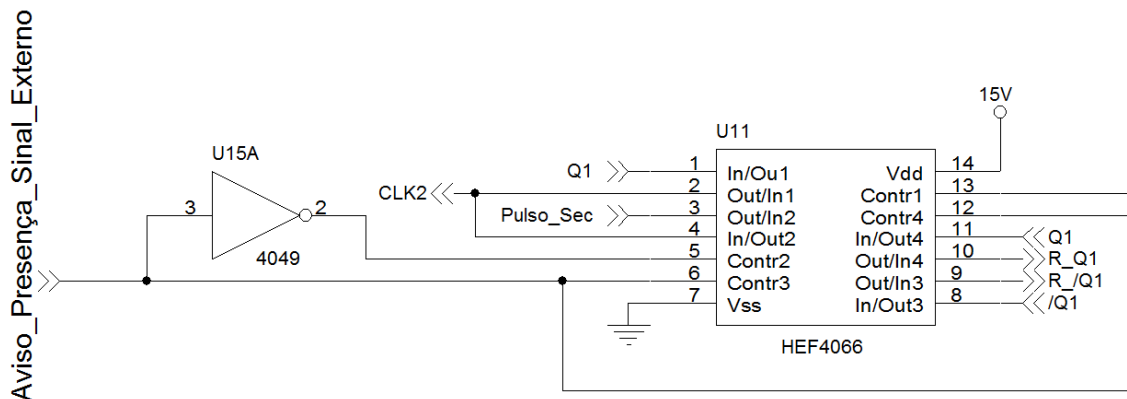 Aviso_Presença_Sinal_Externo
U15A
3
2
4049
CLK2
Q1
Pulso_Sec
U11
15V
1 In/Ou1 Vdd 14
2 Out/In1 Contr1 13
3 Out/In2 Contr4 12
4 In/Out2 In/Out4 11 Q1
5 Contr2 Out/In4 10 R_Q1
6 Contr3 Out/In3 9 R_/Q1
7 Vss In/Out3 8 /Q1
HEF4066